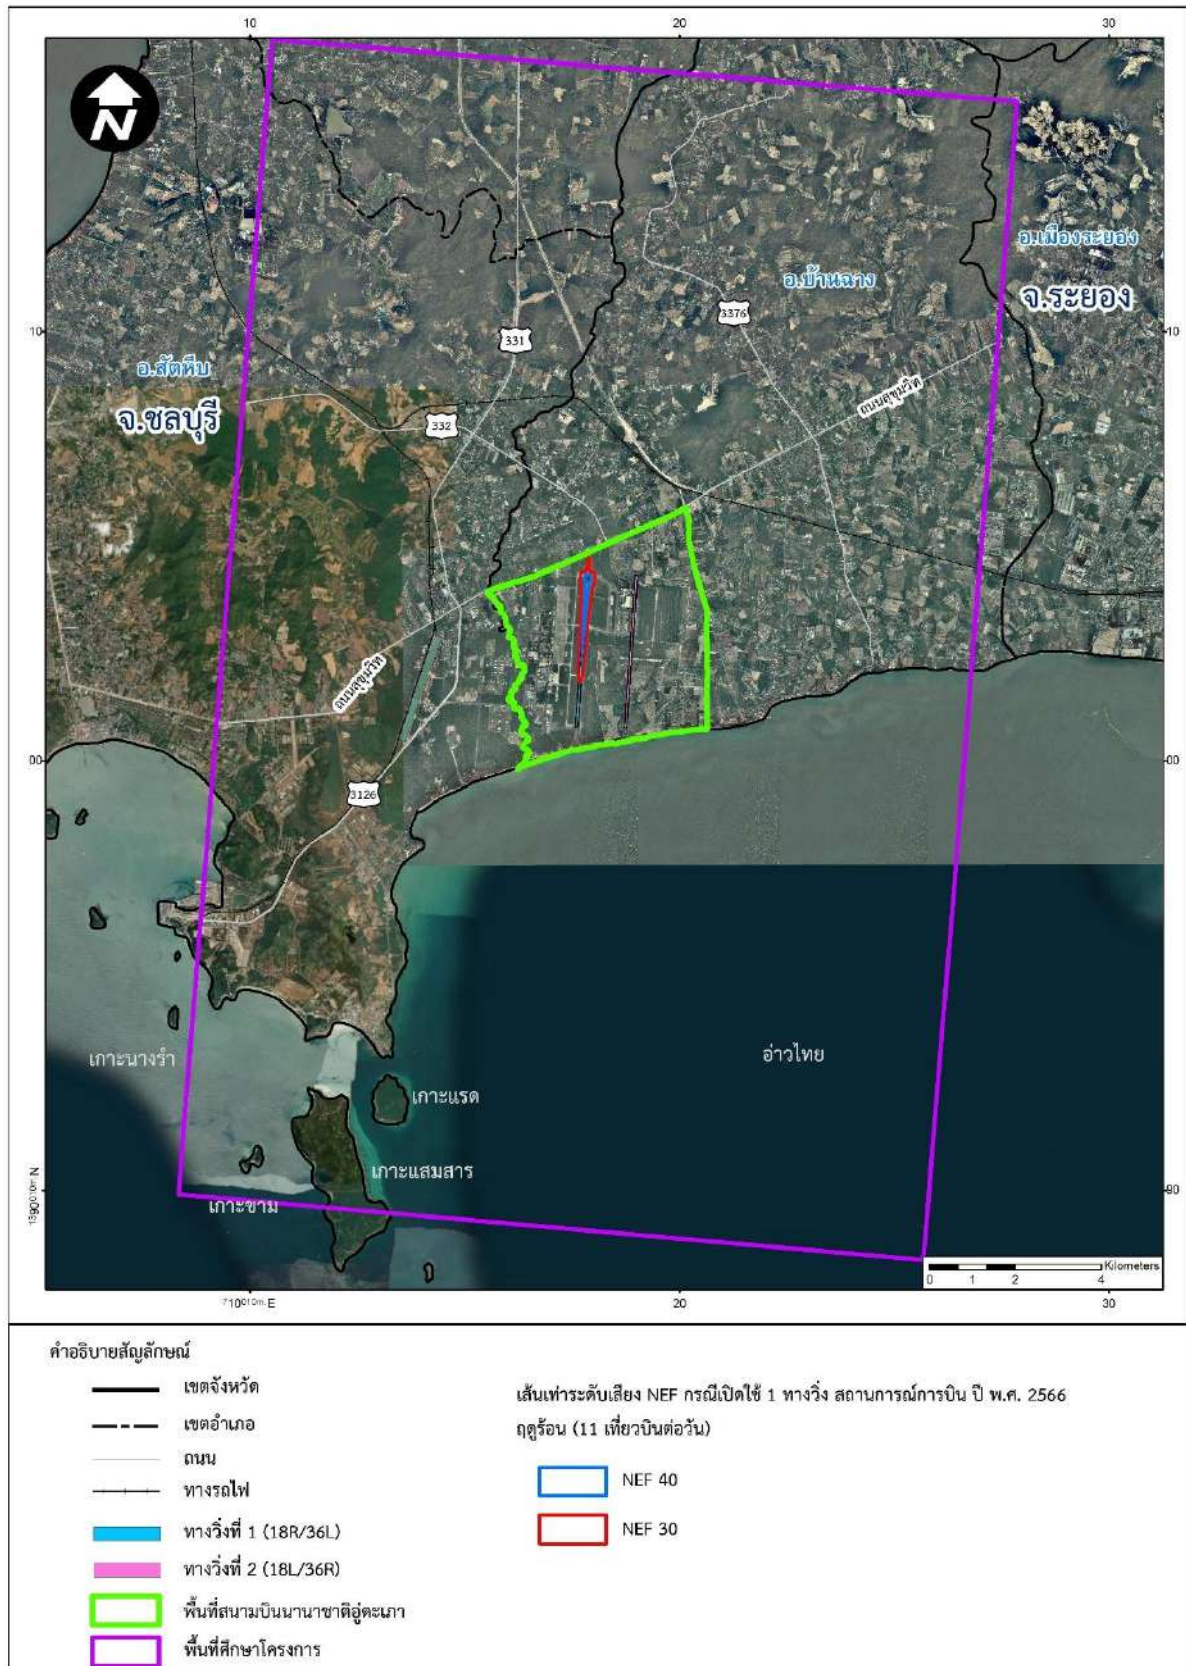 10 20 30
N
อ.เมืองระยอง
อ.บ้านฉาง
จ.ระยอง
3376
10 10
331
อ.สัตหีบ
ถนนสุขุมวิท
จ.ชลบุรี
332
ถนนสุขุมวิท
00 00
3126
เกาะนางรำ
อ่าวไทย
เกาะแรด
เกาะแสมสาร
1390010m.N
90
เกาะขาม
Kilometers
0 1 2 4
710010m.E 20 30
คำอธิบายสัญลักษณ์
เขตจังหวัด
เขตอำเภอ
ถนน
ทางรถไฟ
ทางวิ่งที่ 1 (18R/36L)
ทางวิ่งที่ 2 (18L/36R)
พื้นที่สนามบินนานาชาติอู่ตะเภา
พื้นที่ศึกษาโครงการ
เส้นเท่าระดับเสียง NEF กรณีเปิดใช้ 1 ทางวิ่ง สถานการณ์การบิน ปี พ.ศ. 2566
ฤดูร้อน (11 เที่ยวบินต่อวัน)
NEF 40
NEF 30